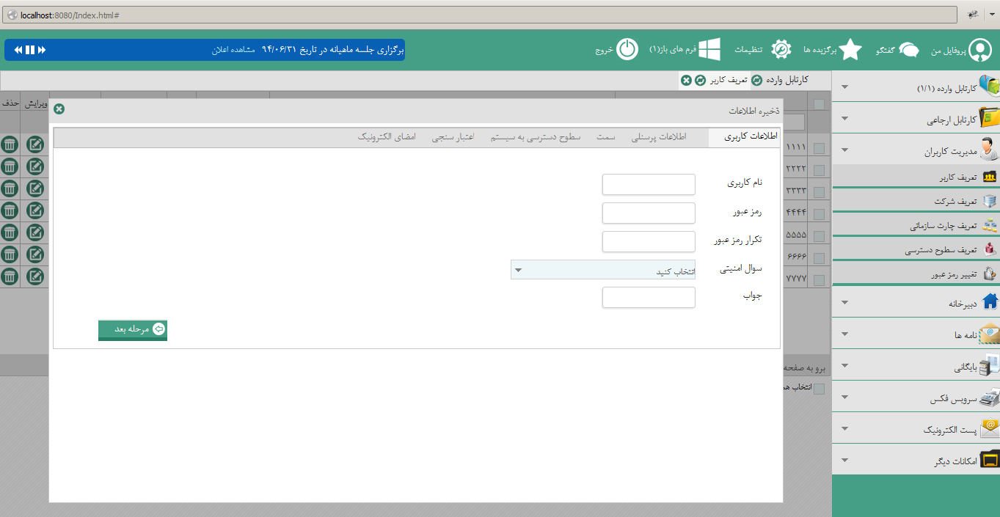 localhost:8080/Index.html#
پروفایل من
گفتگو
برگزیده ها
تنظیمات
فرم های باز(۱)
خروج
برگزاری جلسه ماهیانه در تاریخ ۹۴/۰۶/۳۱ مشاهده اعلان
کارتابل وارده
تعریف کاربر
کارتابل وارده (۱/۱)
کارتابل ارجاعی
مدیریت کاربران
تعریف کاربر
تعریف شرکت
تعریف چارت سازمانی
تعریف سطوح دسترسی
تغییر رمز عبور
دبیرخانه
نامه ها
بایگانی
سرویس فکس
پست الکترونیک
امکانات دیگر
ویرایش
حذف
۱۱۱۱
۲۲۲۲
۳۳۳۳
۴۴۴۴
۵۵۵۵
۶۶۶۶
۷۷۷۷
برو به صفحه
انتخاب
ذخیره اطلاعات
اطلاعات کاربری
اطلاعات پرسنلی
سمت
سطوح دسترسی به سیستم
اعتبار سنجی
امضای الکترونیک
نام کاربری
رمز عبور
تکرار رمز عبور
سوال امنیتی
انتخاب کنید
جواب
مرحله بعد